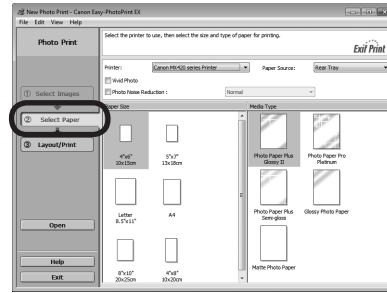 New Photo Print - Canon Easy-PhotoPrint EX
File Edit View Help
Photo Print
Select the printer to use, then select the size and type of paper for printing.
Exif Print
Printer: Canon MX420 series Printer Paper Source: Rear Tray
Vivid Photo
Photo Noise Reduction : Normal
① Select Images
② Select Paper
③ Layout/Print
Open
Help
Exit
Paper Size
4"x6"
10x15cm
5"x7"
13x18cm
Letter
8.5"x11"
A4
8"x10"
20x25cm
4"x8"
10x20cm
Media Type
Photo Paper Plus
Glossy II
Photo Paper Pro
Platinum
Photo Paper Plus
Semi-gloss
Glossy Photo Paper
Matte Photo Paper